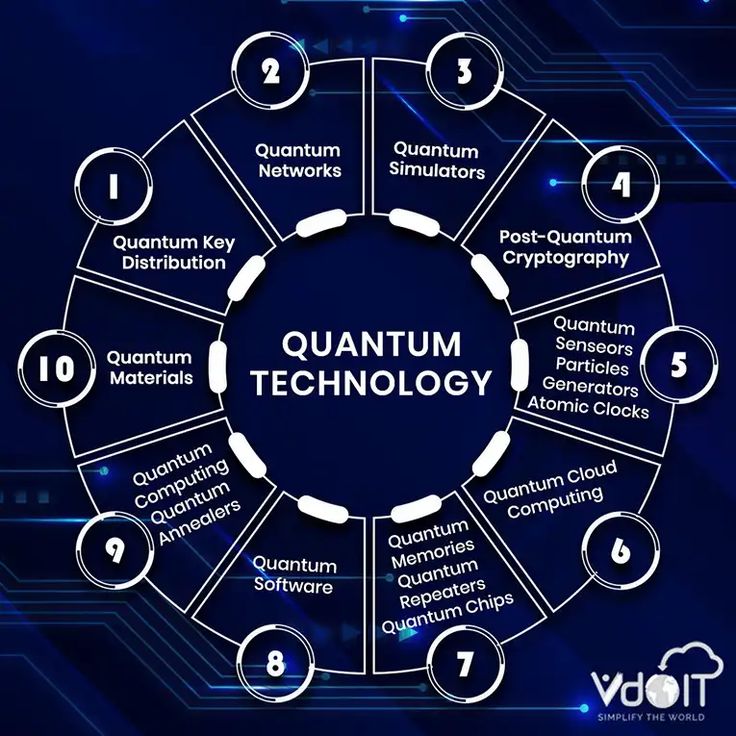 QUANTUM
TECHNOLOGY
1
Quantum Key
Distribution
2
Quantum
Networks
3
Quantum
Simulators
4
Post-Quantum
Cryptography
5
Quantum
Senseors
Particles
Generators
Atomic Clocks
6
Quantum Cloud
Computing
7
Quantum
Memories
Quantum
Repeaters
Quantum Chips
8
Quantum
Software
9
Quantum
Computing
Quantum
Annealers
10
Quantum
Materials
VdoIT
SIMPLIFY THE WORLD